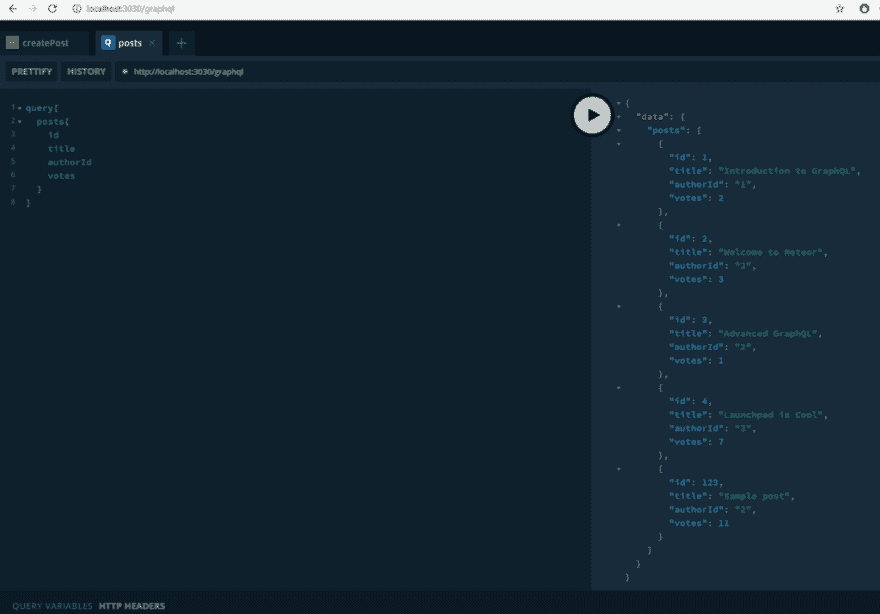 localhost:3030/graphql
createPost
Q posts
PRETTIFY HISTORY http://localhost:3030/graphql
1 query{
2 posts{
3 id
4 title
5 authorId
6 votes
7 }
8 }
{
"data": {
"posts": [
{
"id": 1,
"title": "Introduction to GraphQL",
"authorId": "1",
"votes": 2
},
{
"id": 2,
"title": "Welcome to Meteor",
"authorId": "2",
"votes": 3
},
{
"id": 3,
"title": "Advanced GraphQL",
"authorId": "2",
"votes": 1
},
{
"id": 4,
"title": "Launchpad is Cool",
"authorId": "3",
"votes": 7
},
{
"id": 123,
"title": "Sample post",
"authorId": "2",
"votes": 11
}
]
}
}
QUERY VARIABLES HTTP HEADERS